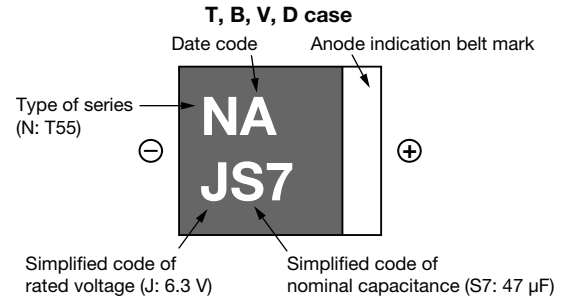 T, B, V, D case
Date code
Anode indication belt mark
Type of series
(N: T55)
NA
JS7
⊖
⊕
Simplified code of
rated voltage (J: 6.3 V)
Simplified code of
nominal capacitance (S7: 47 μF)